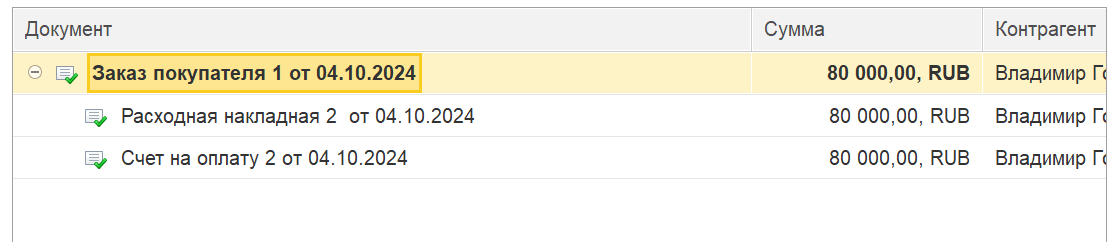 Документ Сумма Контрагент
Заказ покупателя 1 от 04.10.2024 80 000,00, RUB Владимир
Расходная накладная 2 от 04.10.2024 80 000,00, RUB Владимир
Счет на оплату 2 от 04.10.2024 80 000,00, RUB Владимир